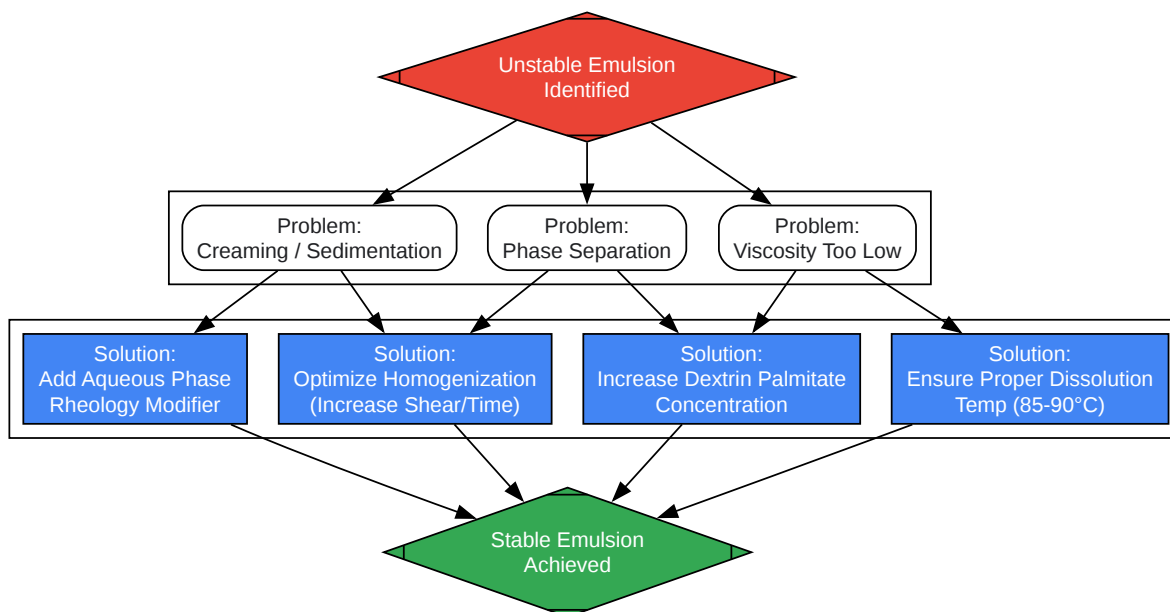 Unstable Emulsion
Identified
Problem:
Creaming / Sedimentation
Problem:
Phase Separation
Problem:
Viscosity Too Low
Solution:
Add Aqueous Phase
Rheology Modifier
Solution:
Optimize Homogenization
(Increase Shear/Time)
Solution:
Increase Dextrin Palmitate
Concentration
Solution:
Ensure Proper Dissolution
Temp (85-90°C)
Stable Emulsion
Achieved